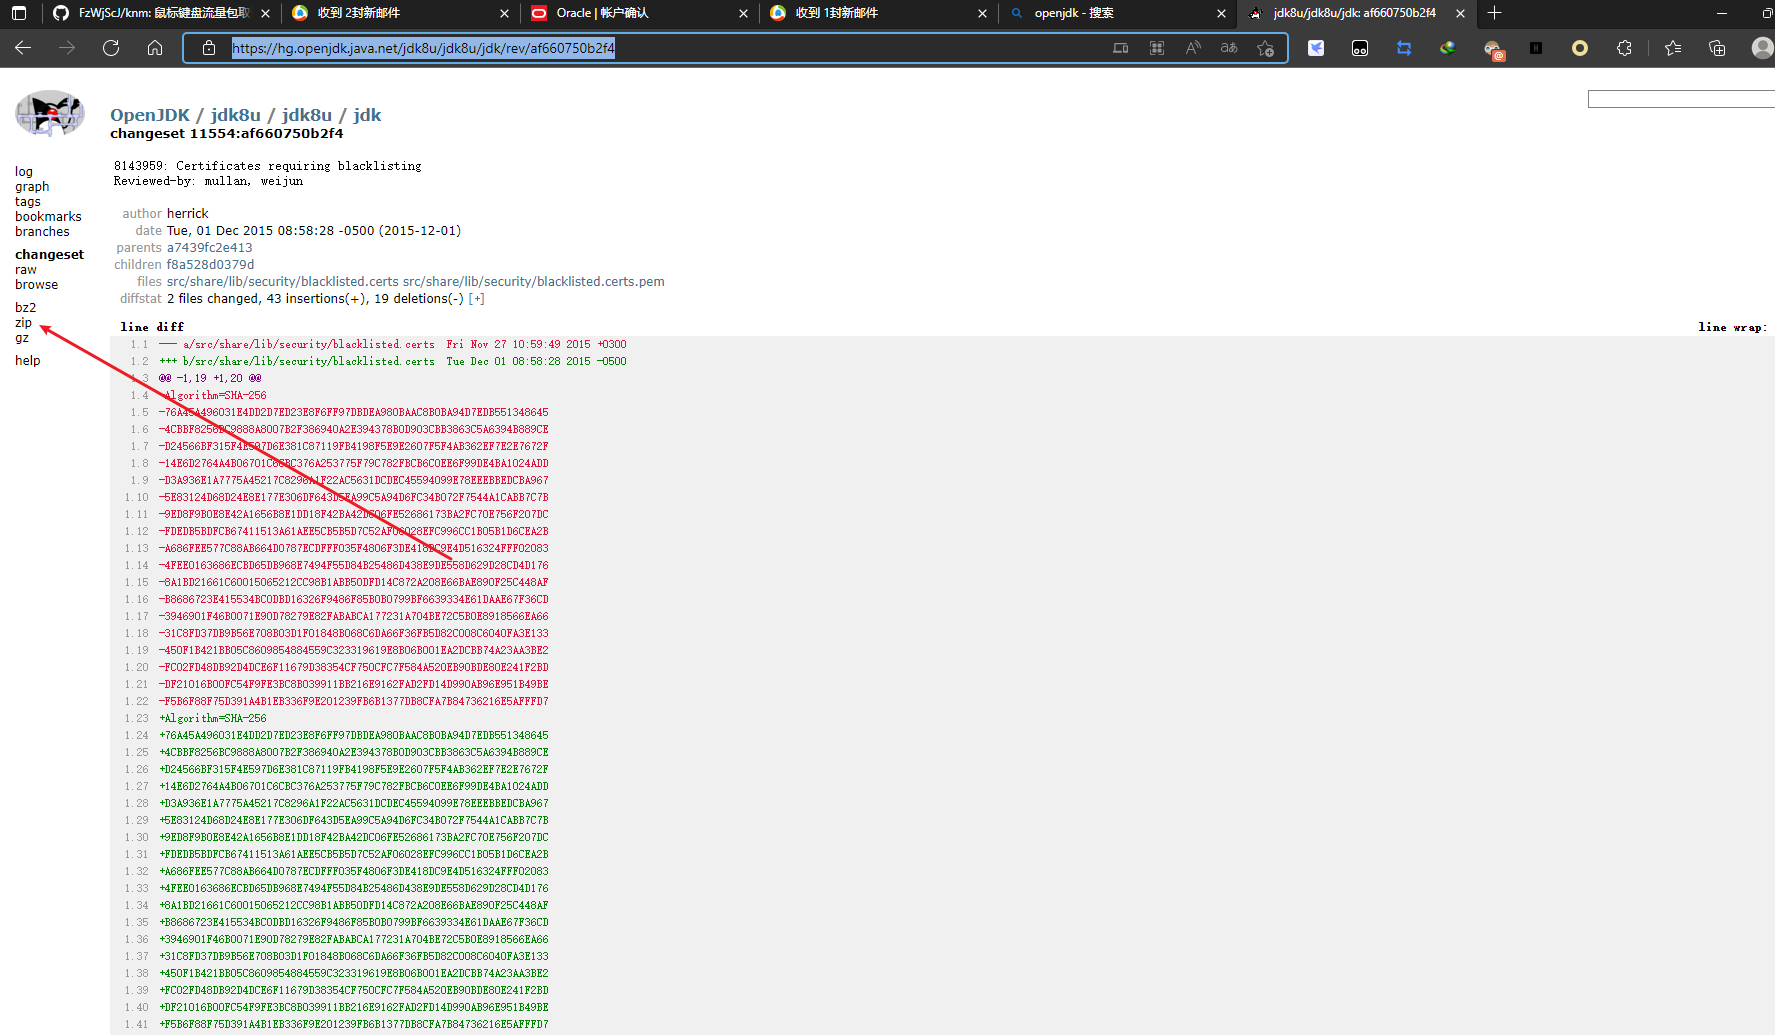 FzWjScJ/knm: 鼠标键盘流量包取
收到 2封新邮件
Oracle | 帐户确认
收到 1封新邮件
openjdk - 搜索
jdk8u/jdk8u/jdk: af660750b2f4
https://hg.openjdk.java.net/jdk8u/jdk8u/jdk/rev/af660750b2f4
OpenJDK / jdk8u / jdk8u / jdk
changeset 11554:af660750b2f4
8143959: Certificates requiring blacklisting
Reviewed-by: mullan, weijun
log
graph
tags
bookmarks
branches
changeset
raw
browse
bz2
zip
gz
help
author herrick
date Tue, 01 Dec 2015 08:58:28 -0500 (2015-12-01)
parents a7439fc2e413
children f8a528d0379d
files src/share/lib/security/blacklisted.certs src/share/lib/security/blacklisted.certs.pem
diffstat 2 files changed, 43 insertions(+), 19 deletions(-) [+]
line diff
line wrap:
1.1 --- a/src/share/lib/security/blacklisted.certs Fri Nov 27 10:59:49 2015 +0300
1.2 +++ b/src/share/lib/security/blacklisted.certs Tue Dec 01 08:58:28 2015 -0500
1.3 @@ -1,19 +1,20 @@
1.4 -Algorithm=SHA-256
1.5 -76A45A496031E4DD2D7ED23E8F6FF97DBDEA980BAAC8B0BA94D7EDB551348645
1.6 -4CBBF8256BC9888A8007B2F386940A2E394378B0D903CBB3863C5A6394B889CE
1.7 -D24566BF315F4E597D6E381C87119FB4198F5E9E2607F5F4AB362EF7E2E7672F
1.8 -14E6D2764A4B06701C6CBC376A253775F79C782FBCB6C0EE6F99DE4BA1024ADD
1.9 -D3A936E1A7775A45217C8296A1F22AC5631DCDEC45594099E78EEEBBEDCBA967
1.10 -5E83124D68D24E8E177E306DF643D5EA99C5A94D6FC34B072F7544A1CABB7C7B
1.11 -9ED8F9B0E8E42A1656B8E1DD18F42BA42DC06FE52686173BA2FC70E756F207DC
1.12 -FDEDB5BDFCB67411513A61AEE5CB5B5D7C52AF06028EFC996CC1B05B1D6CEA2B
1.13 -A686FEE577C88AB664D0787ECDFFF035F4806F3DE418DC9E4D516324FFF02083
1.14 -4FEE0163686ECBD65DB968E7494F55D84B25486D438E9DE558D629D28CD4D176
1.15 -8A1BD21661C60015065212CC98B1ABB50DFD14C872A208E66BAE890F25C448AF
1.16 -B8686723E415534BC0DBD16326F9486F85B0B0799BF6639334E61DAAE67F36CD
1.17 -3946901F46B0071E90D78279E82FABABCA177231A704BE72C5B0E8918566EA66
1.18 -31C8FD37DB9B56E708B03D1F01848B068C6DA66F36FB5D82C008C6040FA3E133
1.19 -450F1B421BB05C8609854884559C323319619E8B06B001EA2DCBB74A23AA3BE2
1.20 -FC02FD48DB92D4DCE6F11679D38354CF750CFC7F584A520EB90BDE80E241F2BD
1.21 -DF21016B00FC54F9FE3BC8B039911BB216E9162FAD2FD14D990AB96E951B49BE
1.22 -F5B6F88F75D391A4B1EB336F9E201239FB6B1377DB8CFA7B84736216E5AFFFD7
1.23 +Algorithm=SHA-256
1.24 +76A45A496031E4DD2D7ED23E8F6FF97DBDEA980BAAC8B0BA94D7EDB551348645
1.25 +4CBBF8256BC9888A8007B2F386940A2E394378B0D903CBB3863C5A6394B889CE
1.26 +D24566BF315F4E597D6E381C87119FB4198F5E9E2607F5F4AB362EF7E2E7672F
1.27 +14E6D2764A4B06701C6CBC376A253775F79C782FBCB6C0EE6F99DE4BA1024ADD
1.28 +D3A936E1A7775A45217C8296A1F22AC5631DCDEC45594099E78EEEBBEDCBA967
1.29 +5E83124D68D24E8E177E306DF643D5EA99C5A94D6FC34B072F7544A1CABB7C7B
1.30 +9ED8F9B0E8E42A1656B8E1DD18F42BA42DC06FE52686173BA2FC70E756F207DC
1.31 +FDEDB5BDFCB67411513A61AEE5CB5B5D7C52AF06028EFC996CC1B05B1D6CEA2B
1.32 +A686FEE577C88AB664D0787ECDFFF035F4806F3DE418DC9E4D516324FFF02083
1.33 +4FEE0163686ECBD65DB968E7494F55D84B25486D438E9DE558D629D28CD4D176
1.34 +8A1BD21661C60015065212CC98B1ABB50DFD14C872A208E66BAE890F25C448AF
1.35 +B8686723E415534BC0DBD16326F9486F85B0B0799BF6639334E61DAAE67F36CD
1.36 +3946901F46B0071E90D78279E82FABABCA177231A704BE72C5B0E8918566EA66
1.37 +31C8FD37DB9B56E708B03D1F01848B068C6DA66F36FB5D82C008C6040FA3E133
1.38 +450F1B421BB05C8609854884559C323319619E8B06B001EA2DCBB74A23AA3BE2
1.39 +FC02FD48DB92D4DCE6F11679D38354CF750CFC7F584A520EB90BDE80E241F2BD
1.40 +DF21016B00FC54F9FE3BC8B039911BB216E9162FAD2FD14D990AB96E951B49BE
1.41 +F5B6F88F75D391A4B1EB336F9E201239FB6B1377DB8CFA7B84736216E5AFFFD7